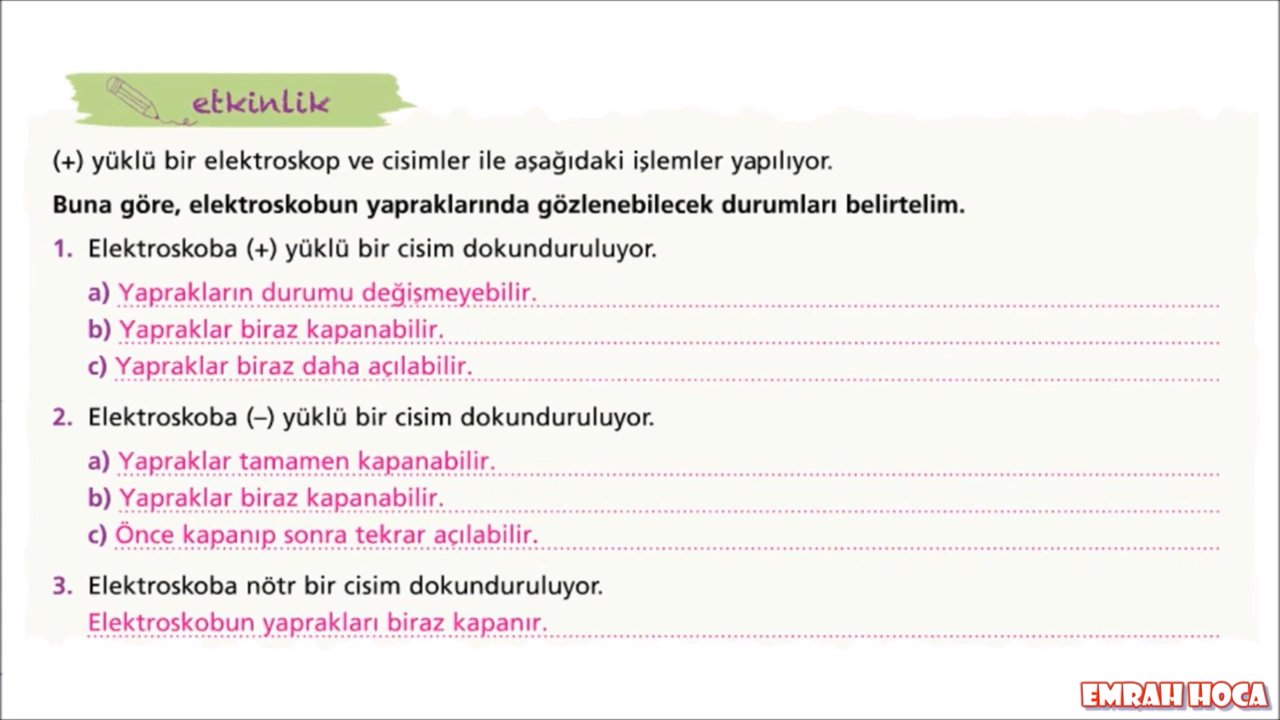 etkinlik
(+) yüklü bir elektroskop ve cisimler ile aşağıdaki işlemler yapılıyor.
Buna göre, elektroskobun yapraklarında gözlenebilecek durumları belirtelim.
1. Elektroskoba (+) yüklü bir cisim dokunduruluyor.
a) Yaprakların durumu değişmeyebilir.
b) Yapraklar biraz kapanabilir.
c) Yapraklar biraz daha açılabilir.
2. Elektroskoba (–) yüklü bir cisim dokunduruluyor.
a) Yapraklar tamamen kapanabilir.
b) Yapraklar biraz kapanabilir.
c) Önce kapanıp sonra tekrar açılabilir.
3. Elektroskoba nötr bir cisim dokunduruluyor.
Elektroskobun yaprakları biraz kapanır.
EMRAH HOCA